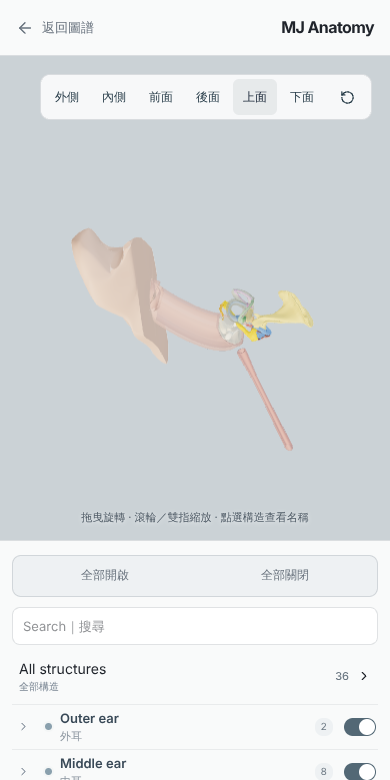 返回圖譜
MJ Anatomy
外側 內側 前面 後面 上面 下面
拖曳旋轉 · 滾輪／雙指縮放 · 點選構造查看名稱
全部開啟 全部關閉
Search｜搜尋
All structures
全部構造
36
Outer ear
外耳
2
Middle ear
8